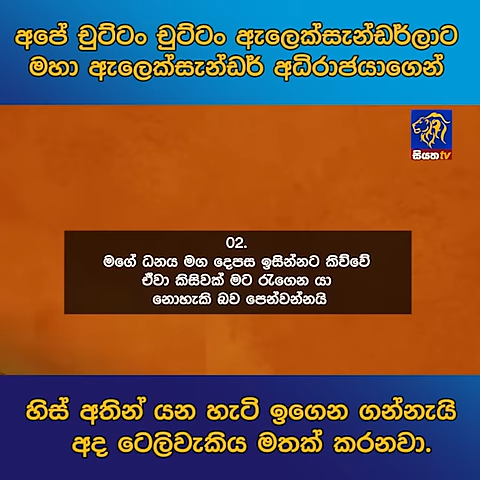 අපේ චුට්ටං චුට්ටං ඇලෙක්සැන්ඩර්ලාට
මහා ඇලෙක්සැන්ඩර් අධිරාජයාගෙන්
සියත tv
02.
මගේ ධනය මග දෙපස ඉසින්නට කිව්වේ
ඒවා කිසිවක් මට රැගෙන යා
නොහැකි බව පෙන්වන්නයි
හිස් අතින් යන හැටි ඉගෙන ගන්නැයි
අද ටෙලිවැකිය මතක් කරනවා.